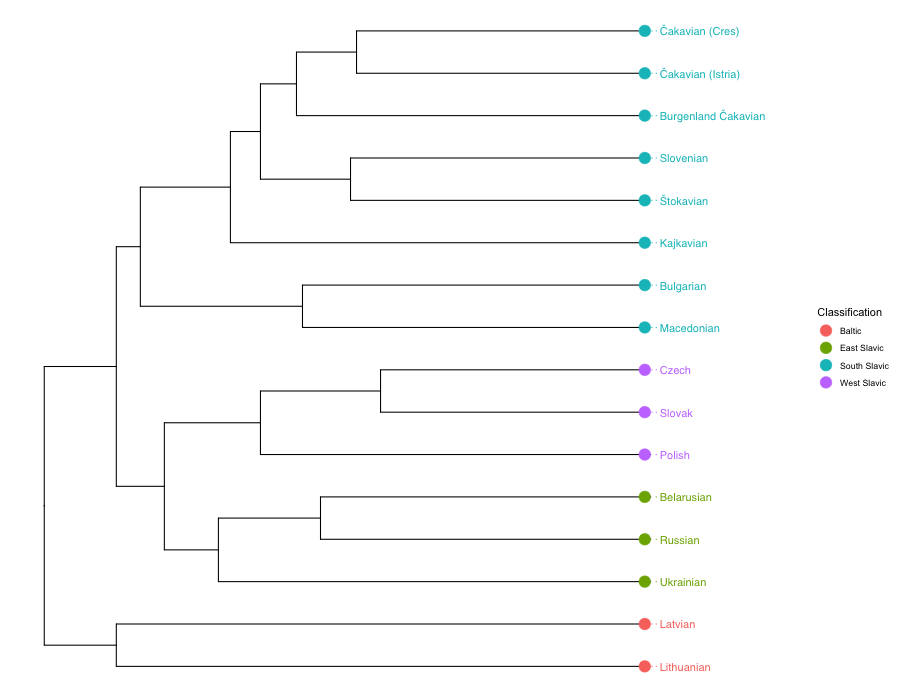 Čakavian (Cres)
Čakavian (Istria)
Burgenland Čakavian
Slovenian
Štokavian
Kajkavian
Bulgarian
Macedonian
Czech
Slovak
Polish
Belarusian
Russian
Ukrainian
Latvian
Lithuanian
Classification
Baltic
East Slavic
South Slavic
West Slavic